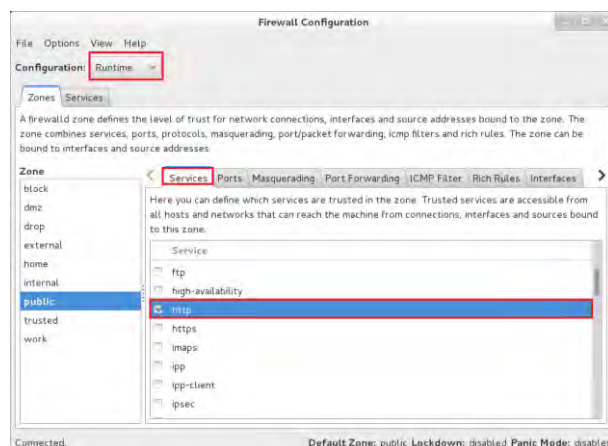 Firewall Configuration
File Options View Help
Configuration: Runtime
Zones Services
A firewalld zone defines the level of trust for network connections, interfaces and source addresses bound to the zone. The
zone combines services, ports, protocols, masquerading, port/packet forwarding, icmp filters and rich rules. The zone can be
bound to interfaces and source addresses
Zone
block
dmz
drop
external
home
internal
public
trusted
work
Services Ports Masquerading Port Forwarding ICMP Filter Rich Rules Interfaces
Here you can define which services are trusted in the zone. Trusted services are accessible from
all hosts and networks that can reach the machine from connections, interfaces and sources bound
to this zone.
Service
ftp
high-availability
http
https
imaps
ipp
ipp-client
ipsec
Connected.
Default Zone: public Lockdown: disabled Panic Mode: disabled